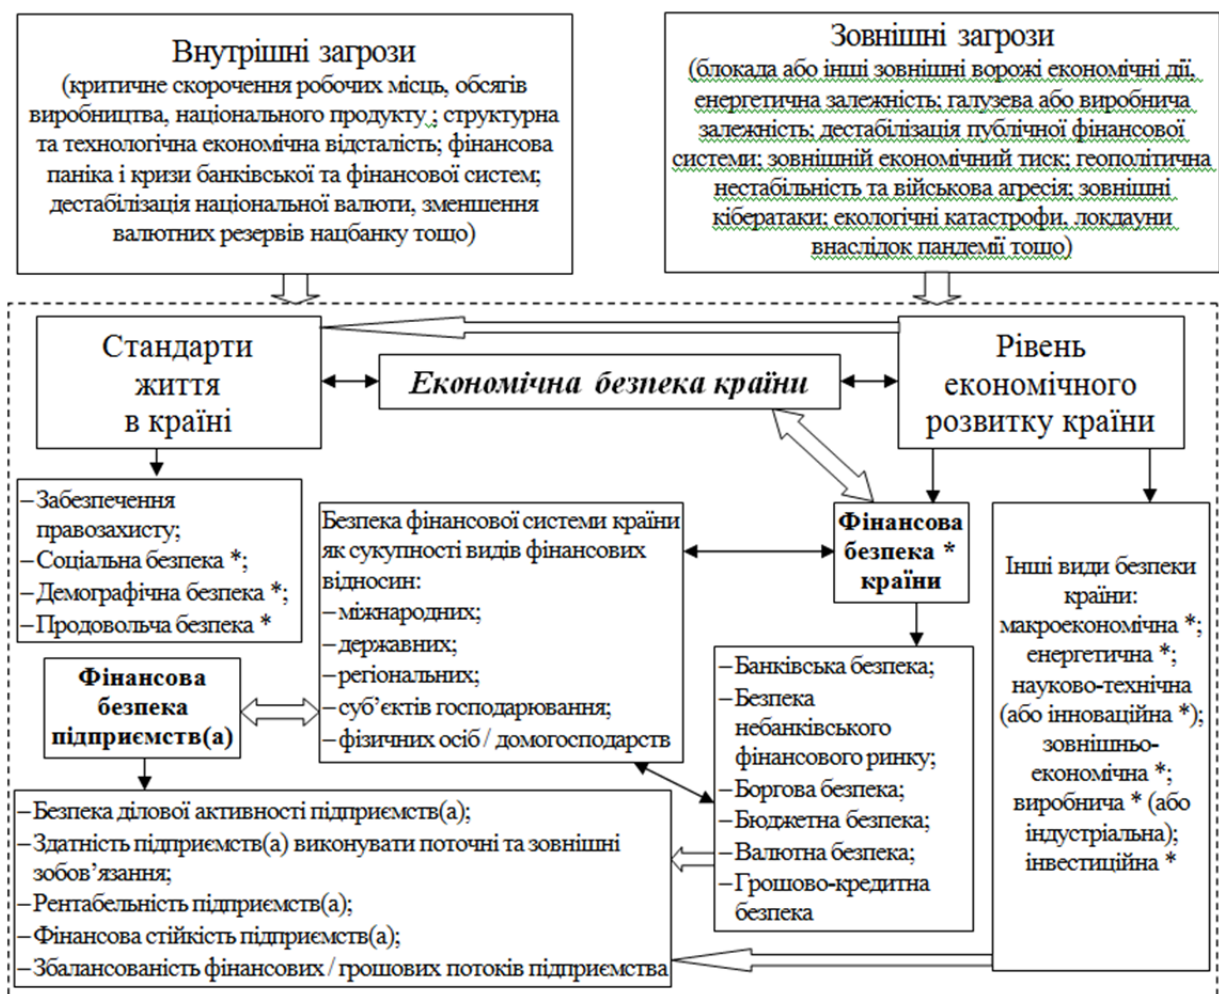 Внутрішні загрози
(критичне скорочення робочих місць, обсягів
виробництва, національного продукту ; структурна
та технологічна економічна відсталість; фінансова
паніка і кризи банківської та фінансової систем;
дестабілізація національної валюти, зменшення
валютних резервів нацбанку тощо)
Зовнішні загрози
(блокада або інші зовнішні ворожі економічні дії,
енергетична залежність; галузева або виробнича
залежність; дестабілізація публічної фінансової
системи; зовнішній економічний тиск; геополітична
нестабільність та військова агресія; зовнішні
кібератаки; екологічні катастрофи, локдауни
внаслідок пандемії тощо)
Стандарти
життя
в країні
Економічна безпека країни
Рівень
економічного
розвитку країни
– Забезпечення
правозахисту;
– Соціальна безпека *;
– Демографічна безпека *;
– Продовольча безпека *
Безпека фінансової системи країни
як сукупності видів фінансових
відносин:
– міжнародних;
– державних;
– регіональних;
– суб’єктів господарювання;
– фізичних осіб / домогосподарств
Фінансова
безпека *
країни
Інші види безпеки
країни:
макроекономічна *;
енергетична *;
науково-технічна
(або інноваційна *);
зовнішньо-
економічна *;
виробнича * (або
індустріальна);
інвестиційна *
Фінансова
безпека
підприємств(а)
– Банківська безпека;
– Безпека
небанківського
фінансового ринку;
– Боргова безпека;
– Бюджетна безпека;
– Валютна безпека;
– Грошово-кредитна
безпека
– Безпека ділової активності підприємств(а);
– Здатність підприємств(а) виконувати поточні та зовнішні
зобов’язання;
– Рентабельність підприємств(а);
– Фінансова стійкість підприємств(а);
– Збалансованість фінансових / грошових потоків підприємства